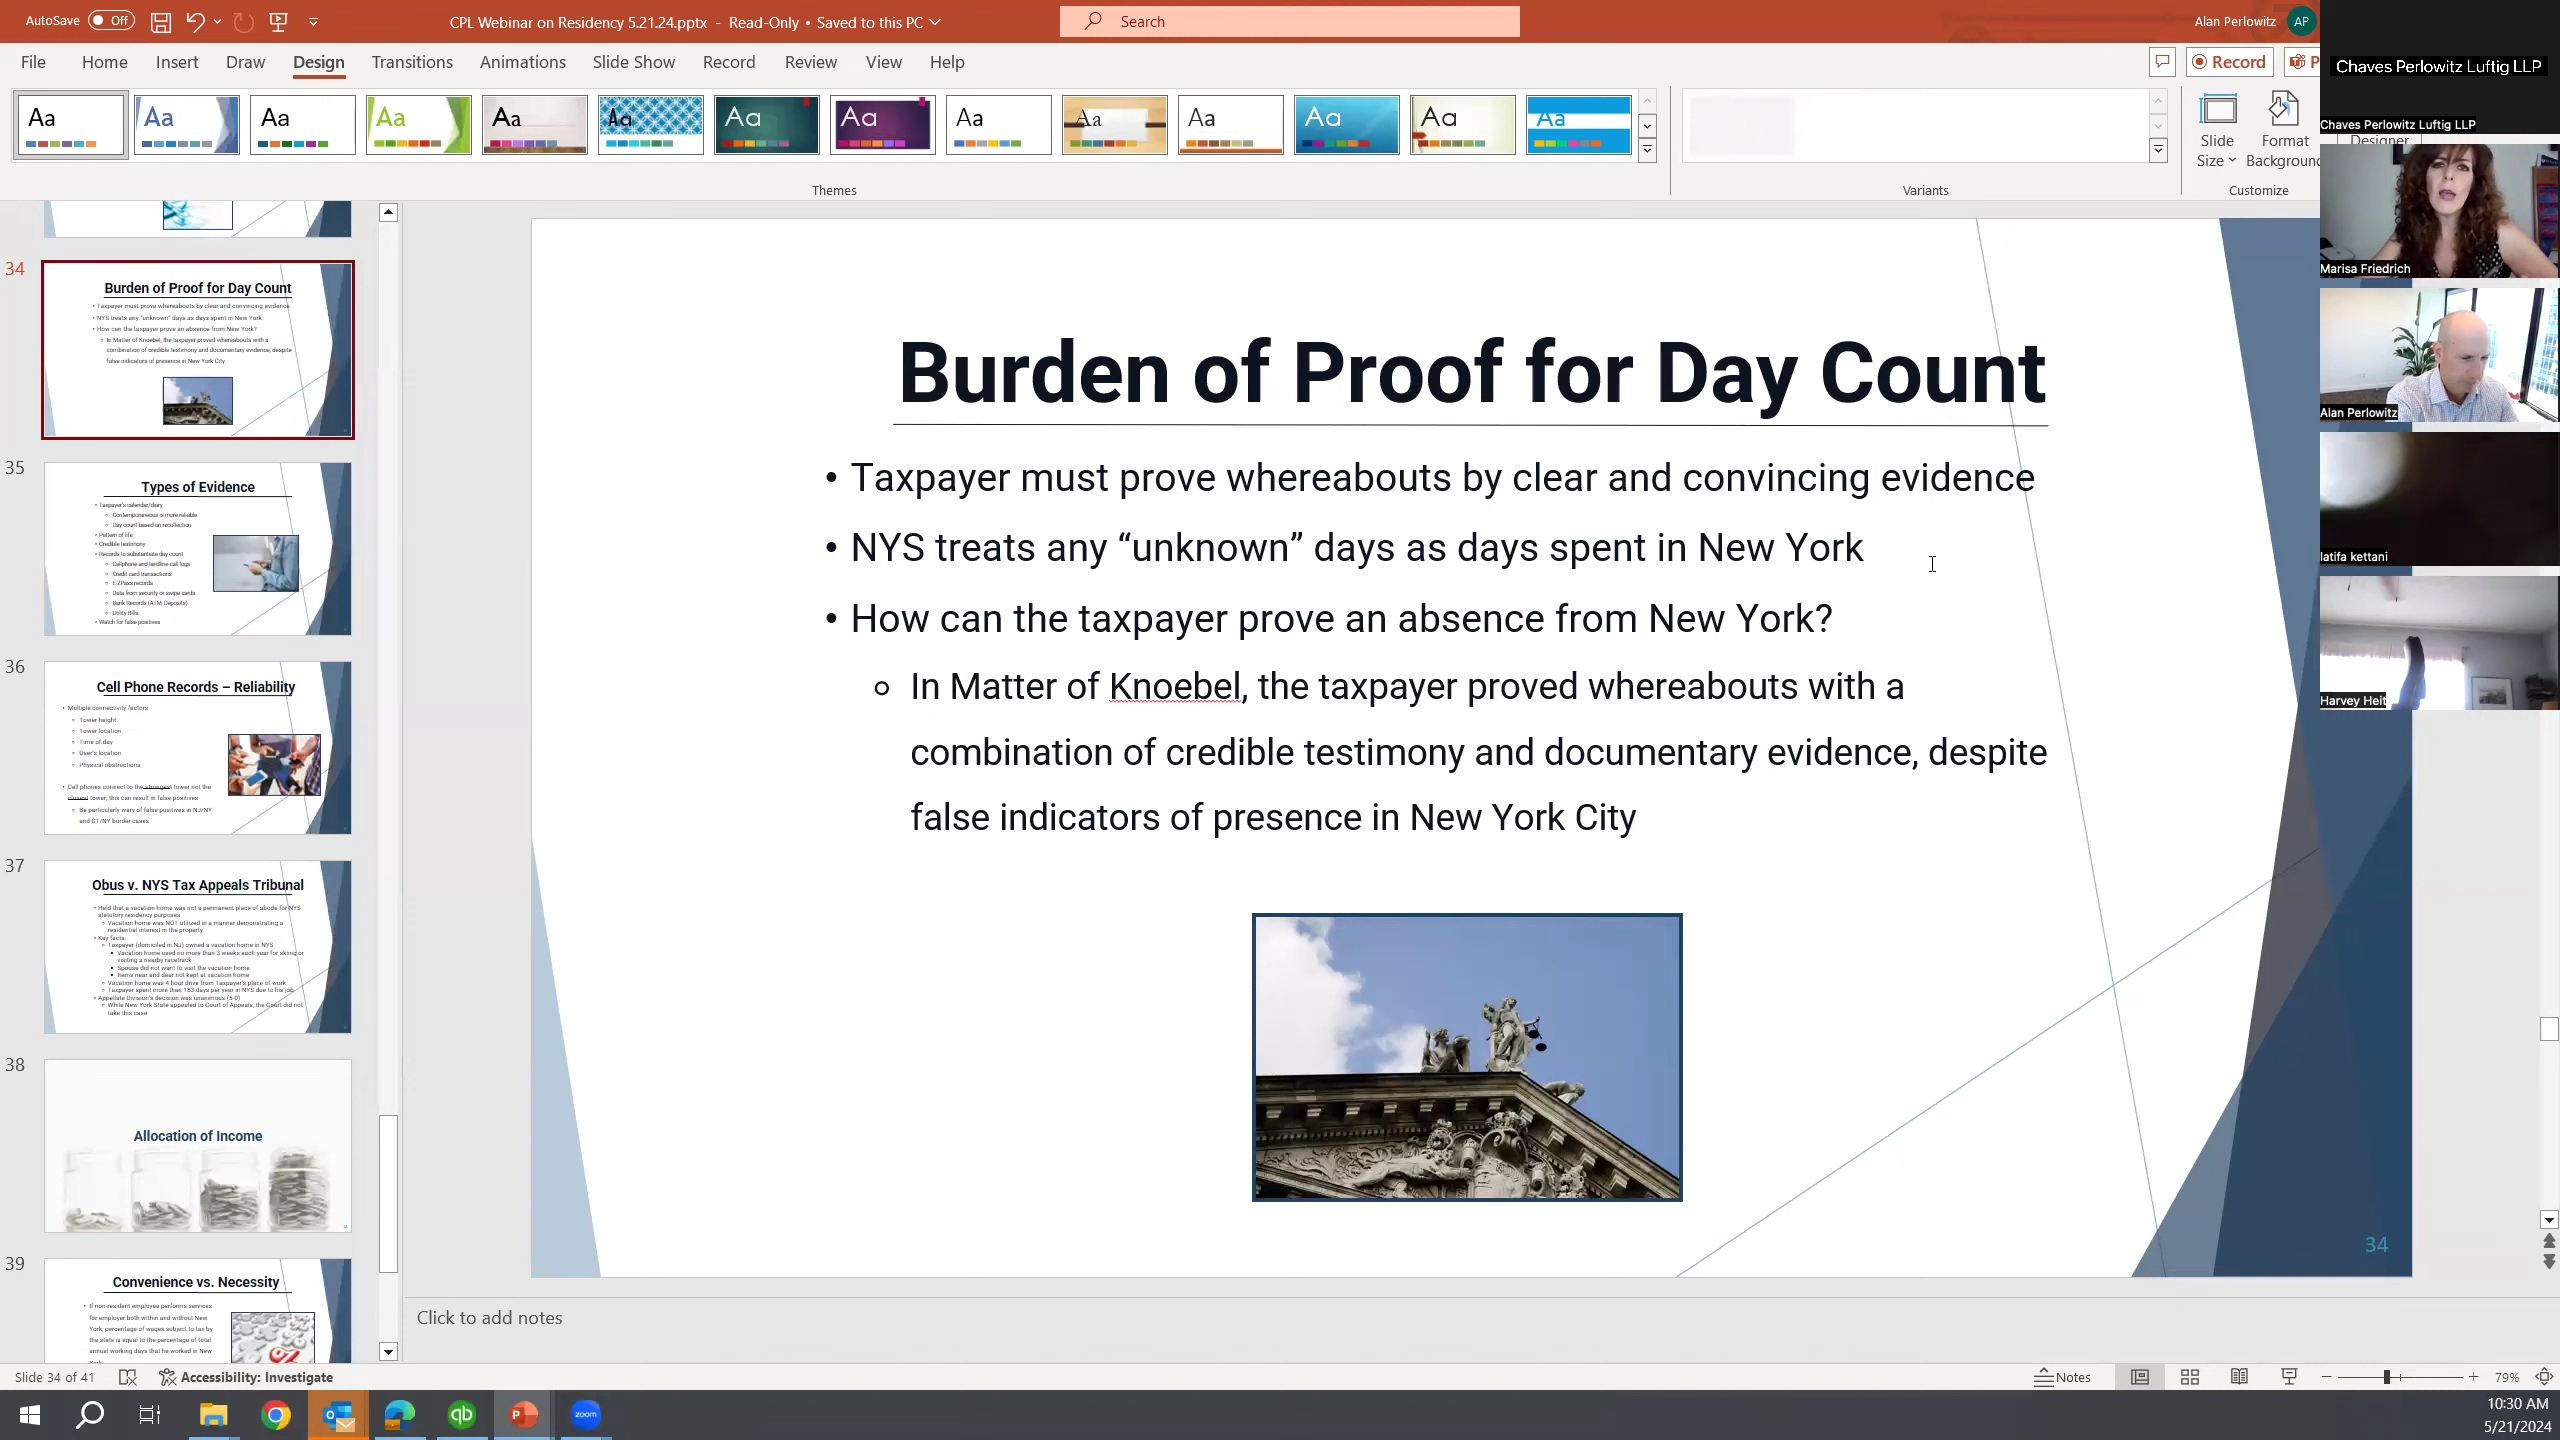 AutoSave Off
CPL Webinar on Residency 5.21.24.pptx - Read-Only • Saved to this PC
Search
Alan Perlowitz AP
File Home Insert Draw Design Transitions Animations Slide Show Record Review View Help
Record
Aa Aa Aa Aa Aa Aa Aa Aa Aa Aa Aa Aa Aa Aa
Slide Size
Format Background
Designer
Themes
Variants
Customize
Chaves Perlowitz Luftig LLP
Chaves Perlowitz Luftig LLP
Marisa Friedrich
Alan Perlowitz
latifa kettani
Harvey Heit
34
Burden of Proof for Day Count
• Taxpayer must prove whereabouts by clear and convincing evidence
• NYS treats any “unknown” days as days spent in New York
• How can the taxpayer prove an absence from New York?
o In Matter of Knoebel, the taxpayer proved whereabouts with a
combination of credible testimony and documentary evidence, despite
false indicators of presence in New York City
35
Types of Evidence
• Taxpayer's calendar/diary
o Contemporaneous is more reliable
o Day count based on recollection
• Pattern of life
• Credible testimony
• Records to substantiate day count
o Cellphone and landline call logs
o Credit card transactions
o E-ZPass records
o Data from security or swipe cards
o Bank Records (ATM, Deposits)
o Utility Bills
• Watch for false positives
36
Cell Phone Records – Reliability
• Multiple connectivity factors
o Tower height
o Tower location
o Time of day
o User's location
o Physical obstructions
• Cell phones connect to the strongest tower not the
closest tower; this can result in false positives
o Be particularly wary of false positives in NJ/NY
and CT/NY border cases
37
Obus v. NYS Tax Appeals Tribunal
• Held that a vacation home was not a permanent place of abode for NYS
statutory residency purposes
o Vacation home was NOT utilized in a manner demonstrating a
residential interest in the property
• Key facts:
o Taxpayer (domiciled in NJ) owned a vacation home in NYS
▪ Vacation home used no more than 3 weeks each year for skiing or
visiting a nearby racetrack
▪ Spouse did not want to visit the vacation home
▪ Items near and dear not kept at vacation home
o Vacation home was 4 hour drive from Taxpayer's place of work
o Taxpayer spent more than 183 days per year in NYS due to his job
• Appellate Division's decision was unanimous (5-0)
o While New York State appealed to Court of Appeals, the Court did not
take this case
38
Allocation of Income
39
Convenience vs. Necessity
• If non-resident employee performs services
for employer both within and without New
York, percentage of wages subject to tax by
the state is equal to the percentage of total
annual working days that he worked in New
York
Burden of Proof for Day Count
• Taxpayer must prove whereabouts by clear and convincing evidence
• NYS treats any “unknown” days as days spent in New York
• How can the taxpayer prove an absence from New York?
o In Matter of Knoebel, the taxpayer proved whereabouts with a
combination of credible testimony and documentary evidence, despite
false indicators of presence in New York City
34
Click to add notes
Slide 34 of 41
Accessibility: Investigate
Notes
79%
qb
zoom
10:30 AM
5/21/2024